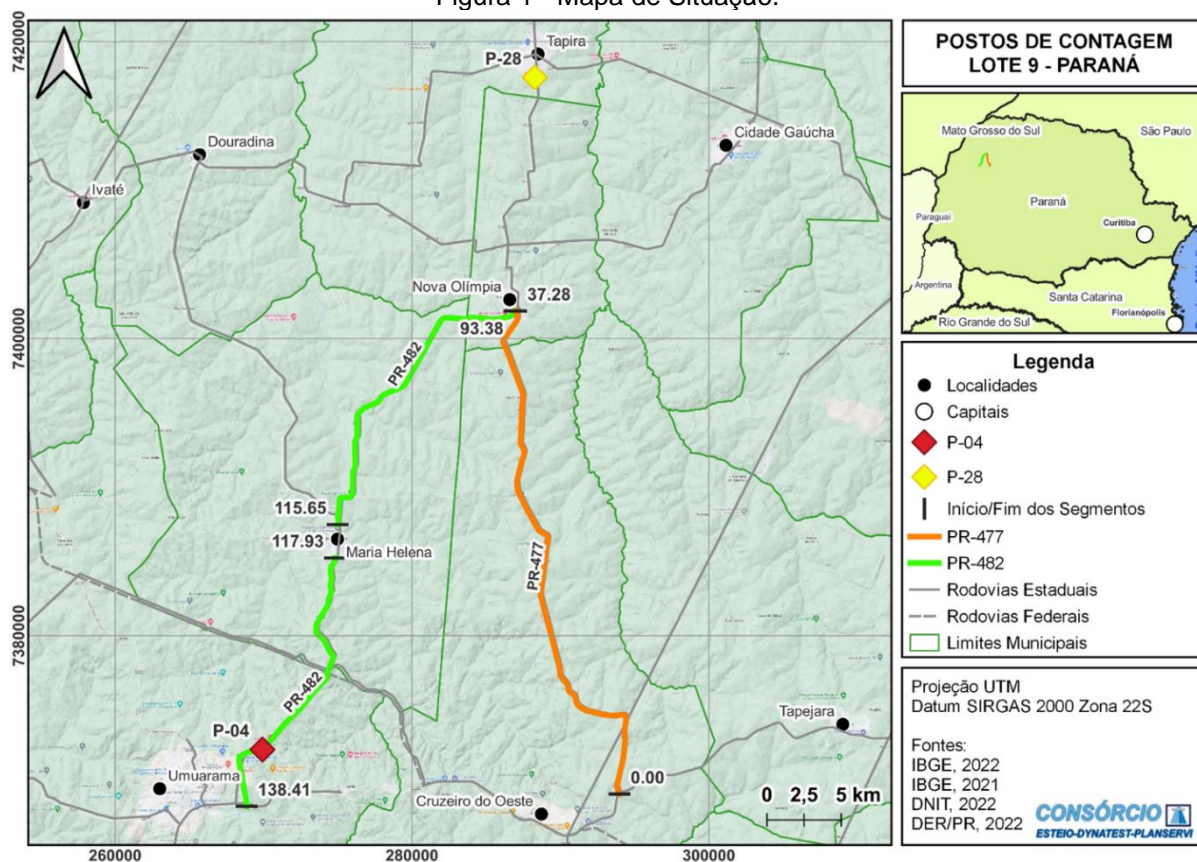 Figura 1 - Mapa de Situação.
7420000
Tapira
P-28
Douradina
Cidade Gaúcha
Ivaté
Nova Olímpia
37.28
7400000
93.38
PR-482
115.65
117.93
Maria Helena
PR-477
7380000
PR-482
P-04
Tapejara
Umuarama
138.41
0.00
Cruzeiro do Oeste
0 2,5 5 km
260000
280000
300000
POSTOS DE CONTAGEM
LOTE 9 - PARANÁ
Mato Grosso do Sul
São Paulo
Paraná
Paraguai
Curitiba
Argentina
Santa Catarina
Florianópolis
Rio Grande do Sul
Legenda
Localidades
Capitais
P-04
P-28
Início/Fim dos Segmentos
PR-477
PR-482
Rodovias Estaduais
Rodovias Federais
Limites Municipais
Projeção UTM
Datum SIRGAS 2000 Zona 22S
Fontes:
IBGE, 2022
IBGE, 2021
DNIT, 2022
DER/PR, 2022
CONSÓRCIO
ESTEIO-DYNATEST-PLANSERVI